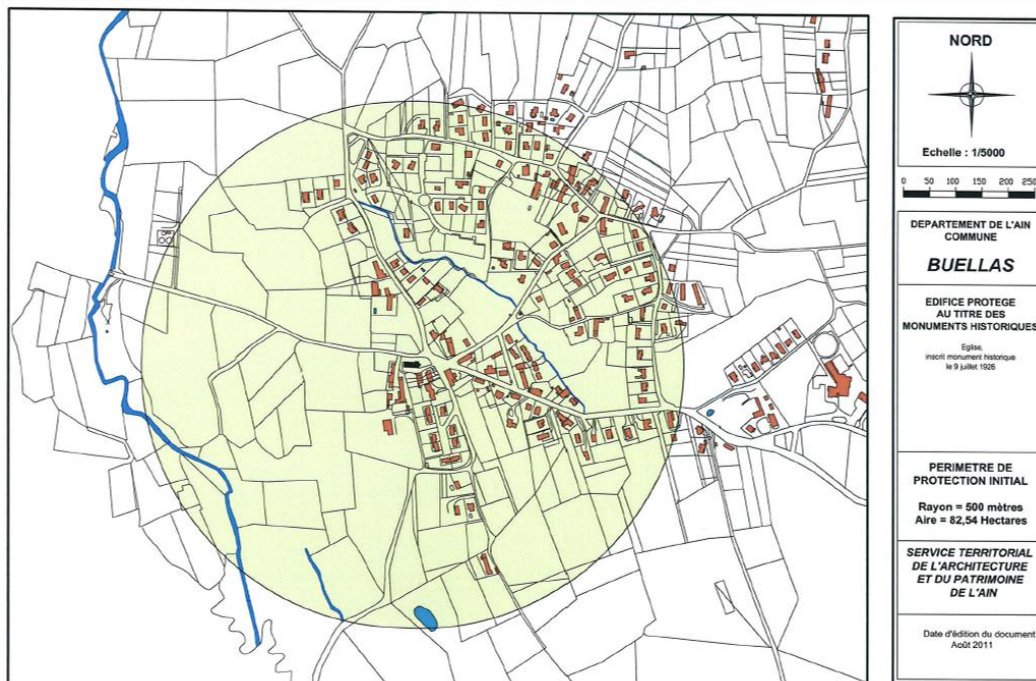 NORD
Echelle : 1/5000
0 50 100 150 200 250
DEPARTEMENT DE L'AIN
COMMUNE
BUELLAS
EDIFICE PROTEGE
AU TITRE DES
MONUMENTS HISTORIQUES
Eglise,
inscrit monument historique
le 9 juillet 1926
PERIMETRE DE
PROTECTION INITIAL
Rayon = 500 mètres
Aire = 82,54 Hectares
SERVICE TERRITORIAL
DE L'ARCHITECTURE
ET DU PATRIMOINE
DE L'AIN
Date d'édition du document
Août 2011